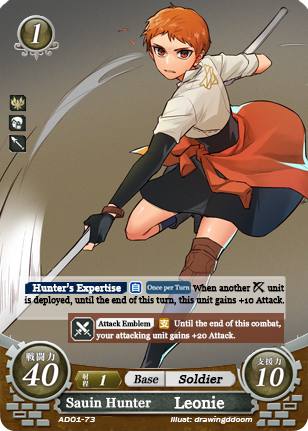 1
Hunter's Expertise 自 Once per Turn When another unit
is deployed, until the end of this turn, this unit gains +10 Attack.
Attack Emblem 支 Until the end of this combat,
your attacking unit gains +20 Attack.
戦闘力 40
射程 1 Base Soldier
支援力 10
Sauin Hunter Leonie
AD01-73 Illust: drawingddoom